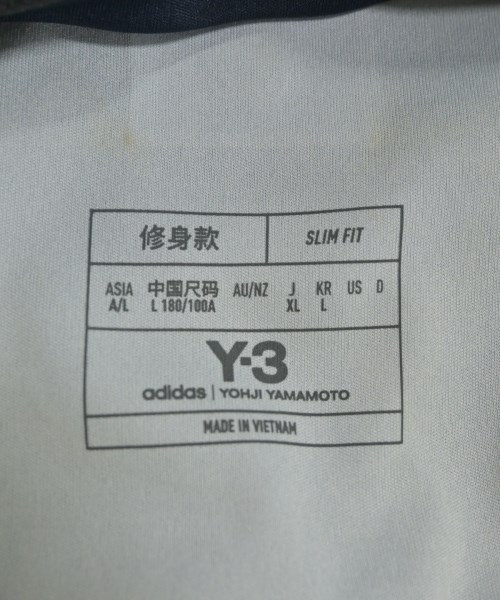 修身款 SLIM FIT
ASIA 中国尺码 AU/NZ J KR US D
A/L L 180/100A XL L
Y-3
adidas | YOHJI YAMAMOTO
MADE IN VIETNAM